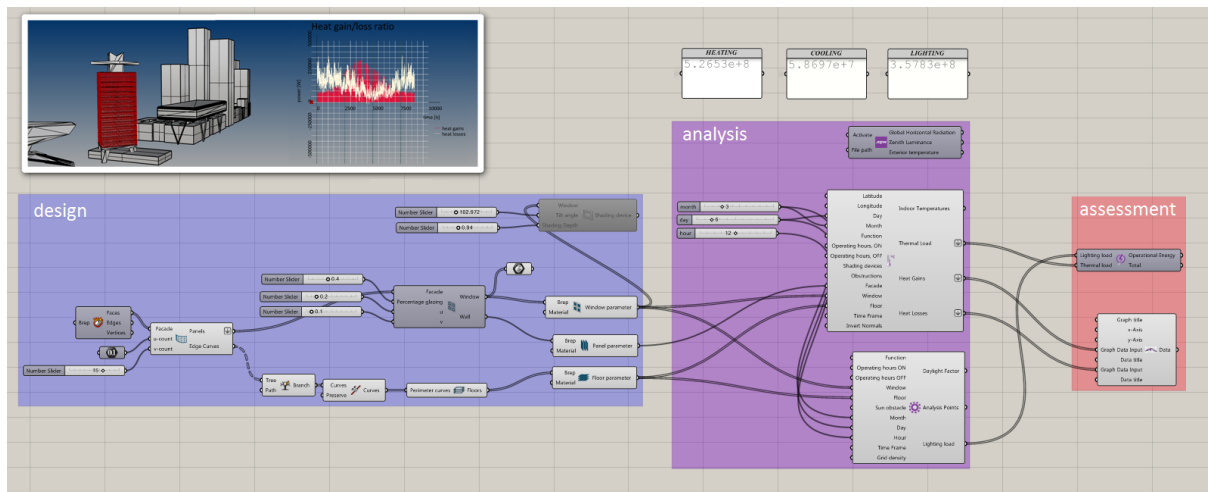 Heat gain/loss ratio
power [W]
0
2500
5000
7500
10000
time [h]
heat gains
heat losses
HEATING
5.2653e+8
COOLING
5.8697e+7
LIGHTING
3.5783e+8
design
Number Slider
102.072
Number Slider
0.84
Window
Tilt angle
Shading Depth
Shading device
Number Slider
0.4
Number Slider
0.2
Number Slider
0.1
Facade
Percentage glazing
u
v
Window
Wall
Brep
Material
Window parameter
Brep
Faces
Edges
Vertices
Facade
u-count
v-count
Panels
Edge Curves
Number Slider
Brep
Material
Panel parameter
Tree
Path
Branch
Curves
Preserve
Curves
Perimeter curves
Floors
Brep
Material
Floor parameter
analysis
Activate
File path
Global Horizontal Radiation
Zenith Luminance
Exterior temperature
month
3
day
6
hour
12
Latitude
Longitude
Day
Month
Function
Operating hours, ON
Operating hours, OFF
Shading devices
Obstructions
Facade
Window
Floor
Time Frame
Invert Normals
Indoor Temperatures
Thermal Load
Heat Gains
Heat Losses
Function
Operating hours ON
Operating hours OFF
Window
Floor
Sun obstacle
Month
Day
Hour
Time Frame
Grid density
Daylight Factor
Analysis Points
Lighting load
assessment
Lighting load
Thermal load
Operational Energy
Total
Graph title
x-Axis
y-Axis
Graph Data Input
Data title
Graph Data Input
Data title
Data